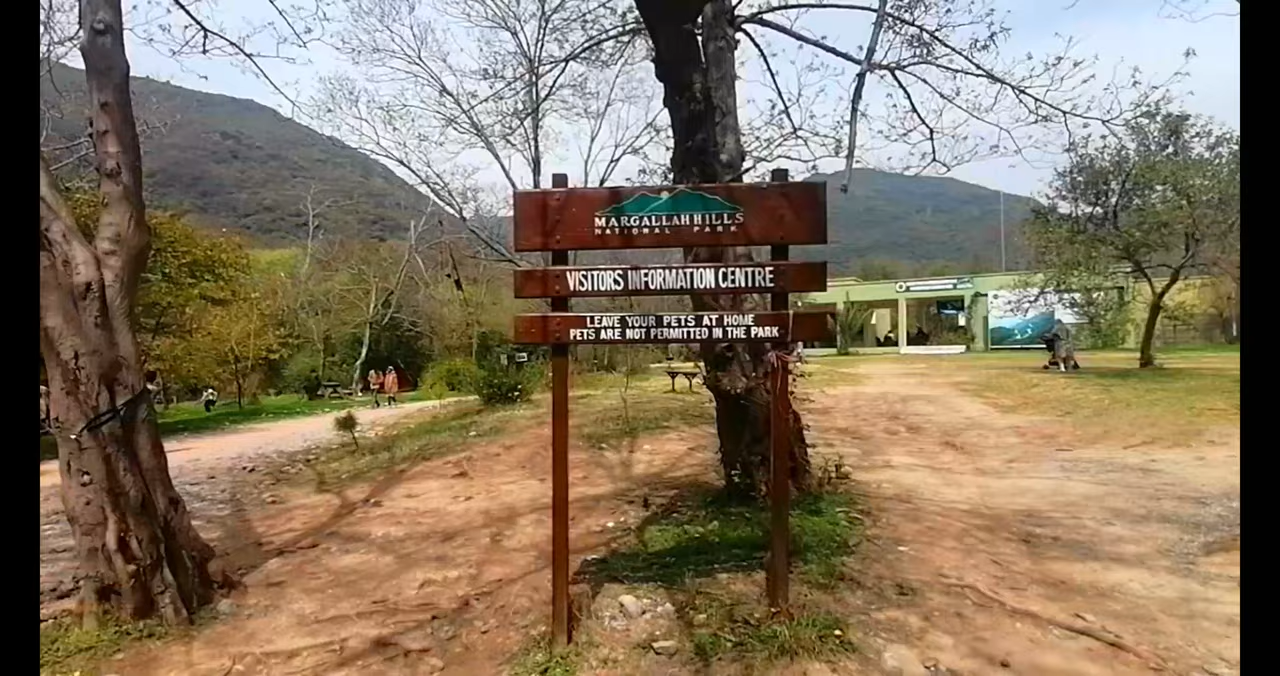 MARGALLAH HILLS
NATIONAL PARK
VISITORS INFORMATION CENTRE
LEAVE YOUR PETS AT HOME
PETS ARE NOT PERMITTED IN THE PARK